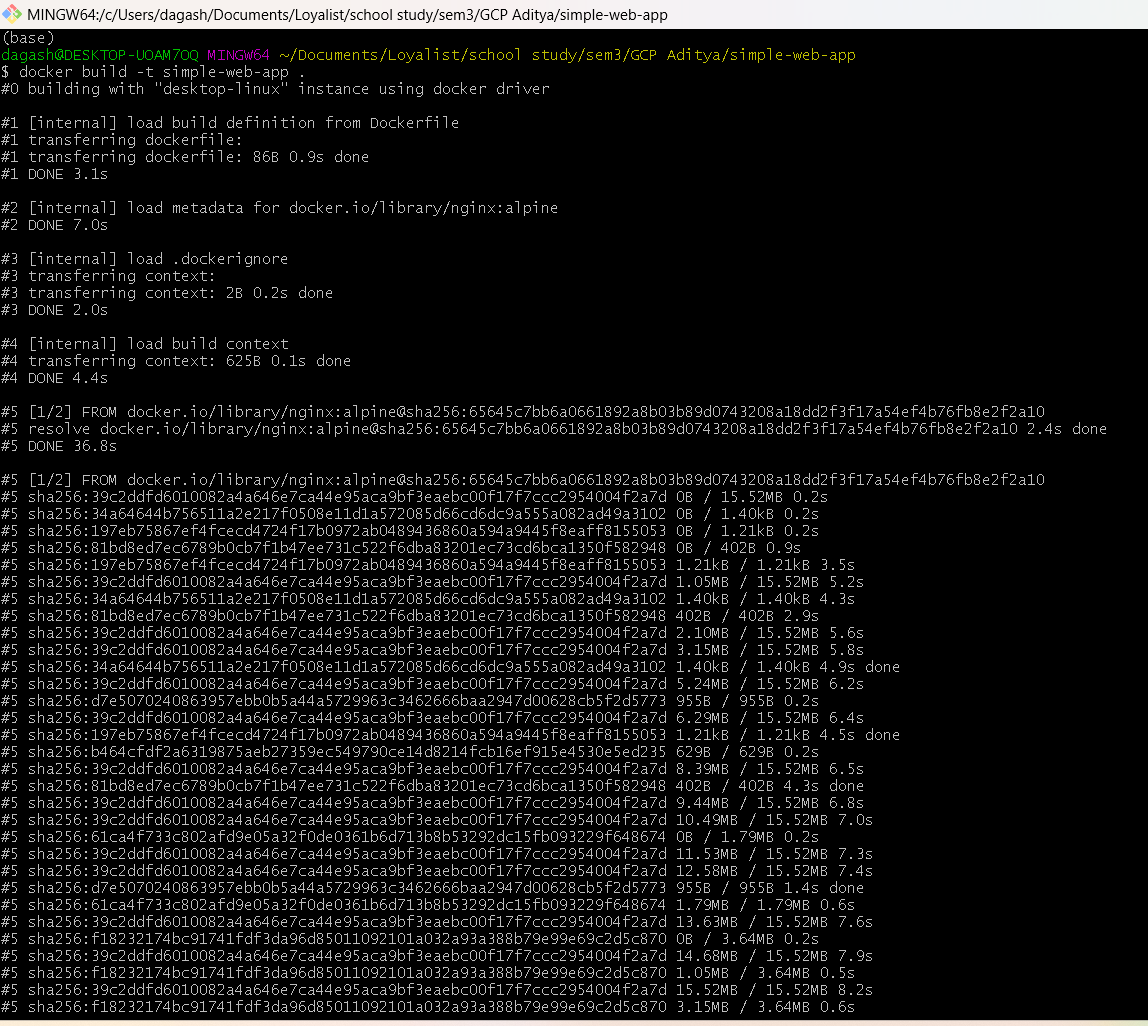 MINGW64:/c/Users/dagash/Documents/Loyalist/school study/sem3/GCP Aditya/simple-web-app
(base)
dagash@DESKTOP-UOAM7OQ MINGW64 ~/Documents/Loyalist/school study/sem3/GCP Aditya/simple-web-app
$ docker build -t simple-web-app .
#0 building with "desktop-linux" instance using docker driver
#1 [internal] load build definition from Dockerfile
#1 transferring dockerfile:
#1 transferring dockerfile: 86B 0.9s done
#1 DONE 3.1s
#2 [internal] load metadata for docker.io/library/nginx:alpine
#2 DONE 7.0s
#3 [internal] load .dockerignore
#3 transferring context:
#3 transferring context: 2B 0.2s done
#3 DONE 2.0s
#4 [internal] load build context
#4 transferring context: 625B 0.1s done
#4 DONE 4.4s
#5 [1/2] FROM docker.io/library/nginx:alpine@sha256:65645c7bb6a0661892a8b03b89d0743208a18dd2f3f17a54ef4b76fb8e2f2a10
#5 resolve docker.io/library/nginx:alpine@sha256:65645c7bb6a0661892a8b03b89d0743208a18dd2f3f17a54ef4b76fb8e2f2a10 2.4s done
#5 DONE 36.8s
#5 [1/2] FROM docker.io/library/nginx:alpine@sha256:65645c7bb6a0661892a8b03b89d0743208a18dd2f3f17a54ef4b76fb8e2f2a10
#5 sha256:39c2ddfd6010082a4a646e7ca44e95aca9bf3eaebc00f17f7ccc2954004f2a7d 0B / 15.52MB 0.2s
#5 sha256:34a64644b756511a2e217f0508e11d1a572085d66cd6dc9a555a082ad49a3102 0B / 1.40kB 0.2s
#5 sha256:197eb75867ef4fcecd4724f17b0972ab0489436860a594a9445f8eaff8155053 0B / 1.21kB 0.2s
#5 sha256:81bd8ed7ec6789b0cb7f1b47ee731c522f6dba83201ec73cd6bca1350f582948 0B / 402B 0.9s
#5 sha256:197eb75867ef4fcecd4724f17b0972ab0489436860a594a9445f8eaff8155053 1.21kB / 1.21kB 3.5s
#5 sha256:39c2ddfd6010082a4a646e7ca44e95aca9bf3eaebc00f17f7ccc2954004f2a7d 1.05MB / 15.52MB 5.2s
#5 sha256:34a64644b756511a2e217f0508e11d1a572085d66cd6dc9a555a082ad49a3102 1.40kB / 1.40kB 4.3s
#5 sha256:81bd8ed7ec6789b0cb7f1b47ee731c522f6dba83201ec73cd6bca1350f582948 402B / 402B 2.9s
#5 sha256:39c2ddfd6010082a4a646e7ca44e95aca9bf3eaebc00f17f7ccc2954004f2a7d 2.10MB / 15.52MB 5.6s
#5 sha256:39c2ddfd6010082a4a646e7ca44e95aca9bf3eaebc00f17f7ccc2954004f2a7d 3.15MB / 15.52MB 5.8s
#5 sha256:34a64644b756511a2e217f0508e11d1a572085d66cd6dc9a555a082ad49a3102 1.40kB / 1.40kB 4.9s done
#5 sha256:39c2ddfd6010082a4a646e7ca44e95aca9bf3eaebc00f17f7ccc2954004f2a7d 5.24MB / 15.52MB 6.2s
#5 sha256:d7e5070240863957ebb0b5a44a5729963c3462666baa2947d00628cb5f2d5773 955B / 955B 0.2s
#5 sha256:39c2ddfd6010082a4a646e7ca44e95aca9bf3eaebc00f17f7ccc2954004f2a7d 6.29MB / 15.52MB 6.4s
#5 sha256:197eb75867ef4fcecd4724f17b0972ab0489436860a594a9445f8eaff8155053 1.21kB / 1.21kB 4.5s done
#5 sha256:b464cfdf2a6319875aeb27359ec549790ce14d8214fcb16ef915e4530e5ed235 629B / 629B 0.2s
#5 sha256:39c2ddfd6010082a4a646e7ca44e95aca9bf3eaebc00f17f7ccc2954004f2a7d 8.39MB / 15.52MB 6.5s
#5 sha256:81bd8ed7ec6789b0cb7f1b47ee731c522f6dba83201ec73cd6bca1350f582948 402B / 402B 4.3s done
#5 sha256:39c2ddfd6010082a4a646e7ca44e95aca9bf3eaebc00f17f7ccc2954004f2a7d 9.44MB / 15.52MB 6.8s
#5 sha256:39c2ddfd6010082a4a646e7ca44e95aca9bf3eaebc00f17f7ccc2954004f2a7d 10.49MB / 15.52MB 7.0s
#5 sha256:61ca4f733c802afd9e05a32f0de0361b6d713b8b53292dc15fb093229f648674 0B / 1.79MB 0.2s
#5 sha256:39c2ddfd6010082a4a646e7ca44e95aca9bf3eaebc00f17f7ccc2954004f2a7d 11.53MB / 15.52MB 7.3s
#5 sha256:39c2ddfd6010082a4a646e7ca44e95aca9bf3eaebc00f17f7ccc2954004f2a7d 12.58MB / 15.52MB 7.4s
#5 sha256:d7e5070240863957ebb0b5a44a5729963c3462666baa2947d00628cb5f2d5773 955B / 955B 1.4s done
#5 sha256:61ca4f733c802afd9e05a32f0de0361b6d713b8b53292dc15fb093229f648674 1.79MB / 1.79MB 0.6s
#5 sha256:39c2ddfd6010082a4a646e7ca44e95aca9bf3eaebc00f17f7ccc2954004f2a7d 13.63MB / 15.52MB 7.6s
#5 sha256:f18232174bc91741fdf3da96d85011092101a032a93a388b79e99e69c2d5c870 0B / 3.64MB 0.2s
#5 sha256:39c2ddfd6010082a4a646e7ca44e95aca9bf3eaebc00f17f7ccc2954004f2a7d 14.68MB / 15.52MB 7.9s
#5 sha256:f18232174bc91741fdf3da96d85011092101a032a93a388b79e99e69c2d5c870 1.05MB / 3.64MB 0.5s
#5 sha256:39c2ddfd6010082a4a646e7ca44e95aca9bf3eaebc00f17f7ccc2954004f2a7d 15.52MB / 15.52MB 8.2s
#5 sha256:f18232174bc91741fdf3da96d85011092101a032a93a388b79e99e69c2d5c870 3.15MB / 3.64MB 0.6s